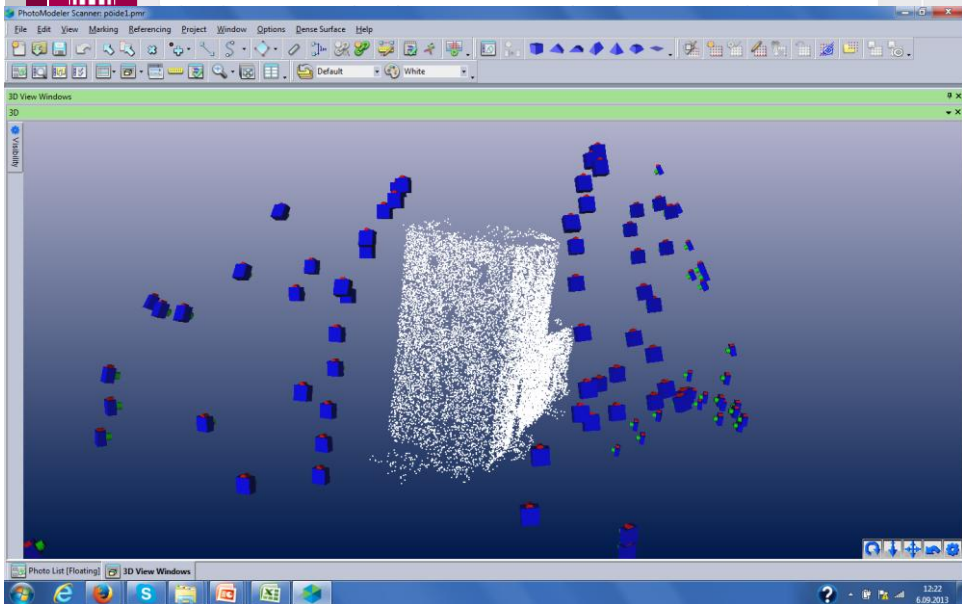 PhotoModeler Scanner: pöide1.pmr
File Edit View Marking Referencing Project Window Options Dense Surface Help
Default White
3D View Windows
3D
Visibility
Photo List [Floating] 3D View Windows
12:22
6.09.2013